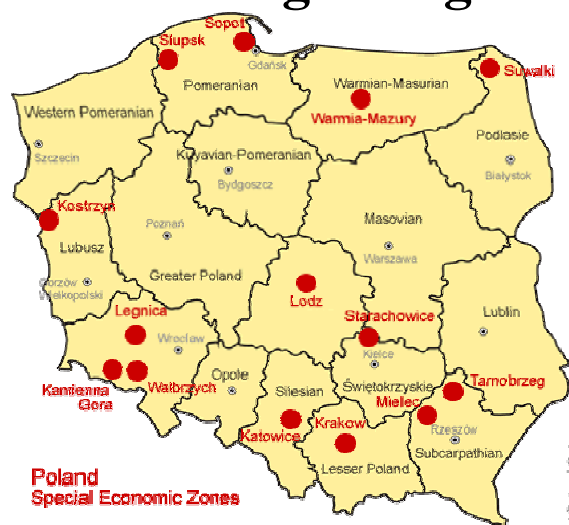 Sopot
Slupsk
Gdańsk
Pomeranian
Suwalki
Warmian-Masurian
Warmia-Mazury
Western Pomeranian
Podlasie
Szczecin
Kuyavian-Pomeranian
Białystok
Bydgoszcz
Kostrzyn
Poznań
Masovian
Lubusz
Warszawa
Greater Poland
Gorzów
Wielkopolski
Lodz
Legnica
Starachowice
Lublin
Wrocław
Kielce
Opole
Tarnobrzeg
Kamienna
Gora
Walbrzych
Silesian
Świętokrzyskie
Mielec
Krakow
Katowice
Rzeszów
Subcarpathian
Lesser Poland
Poland
Special Economic Zones